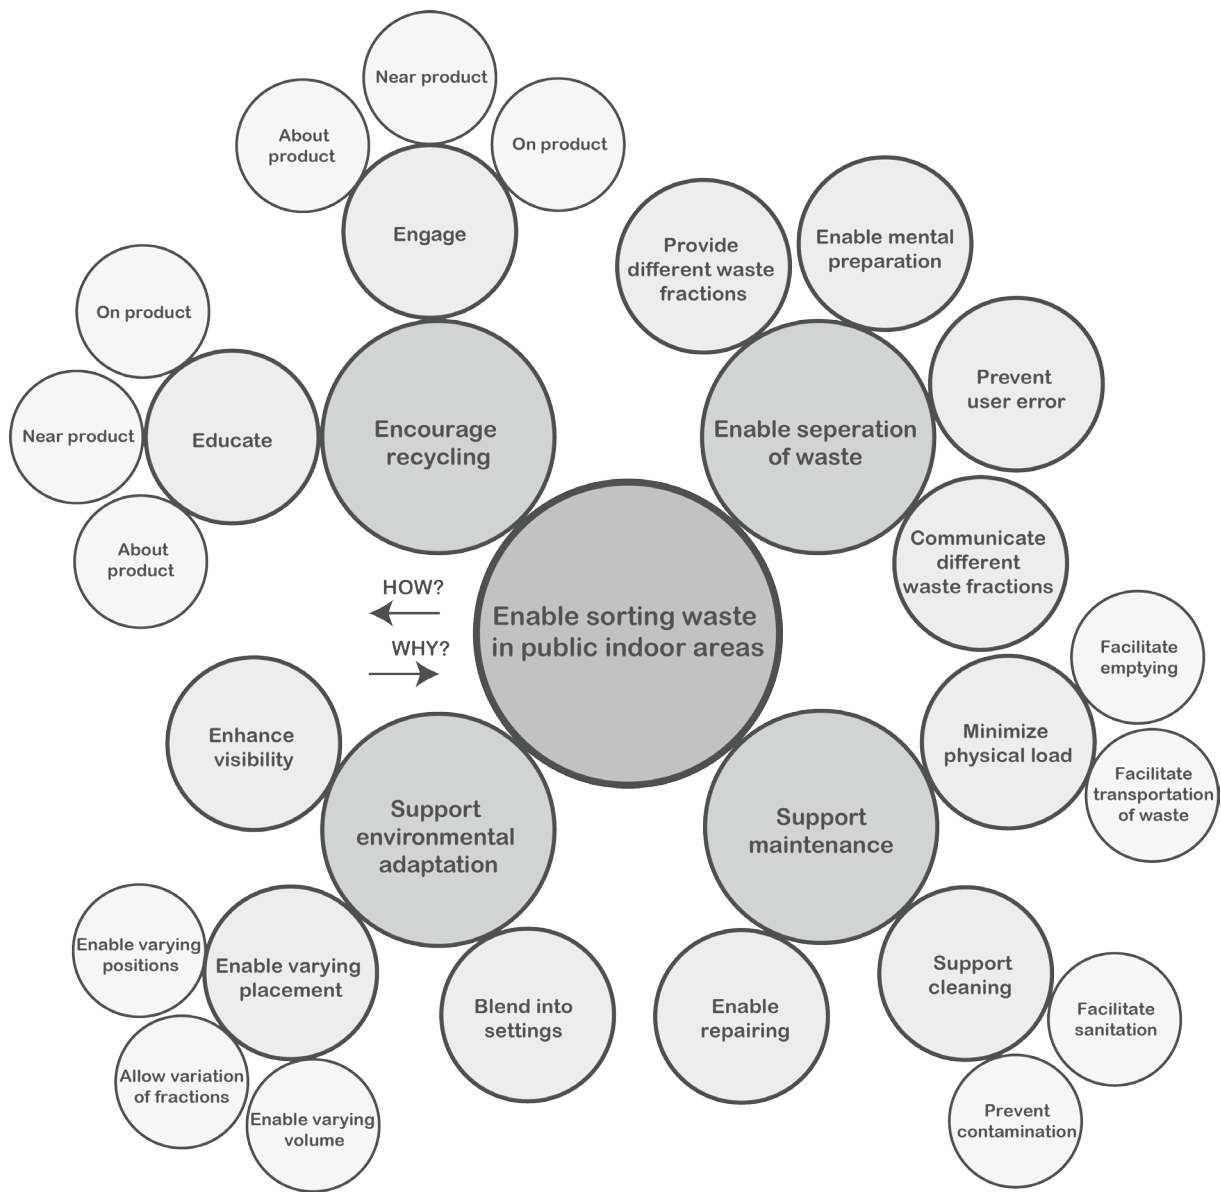 Near product
About
product
On product
Engage
Provide
different waste
fractions
Enable mental
preparation
On product
Prevent
user error
Near product
Educate
Encourage
recycling
Enable seperation
of waste
About
product
Communicate
different
waste fractions
HOW?
WHY?
Enable sorting waste
in public indoor areas
Facilitate
emptying
Minimize
physical load
Facilitate
transportation
of waste
Enhance
visibility
Support
environmental
adaptation
Support
maintenance
Enable varying
positions
Enable varying
placement
Blend into
settings
Enable
repairing
Support
cleaning
Facilitate
sanitation
Allow variation
of fractions
Enable varying
volume
Prevent
contamination